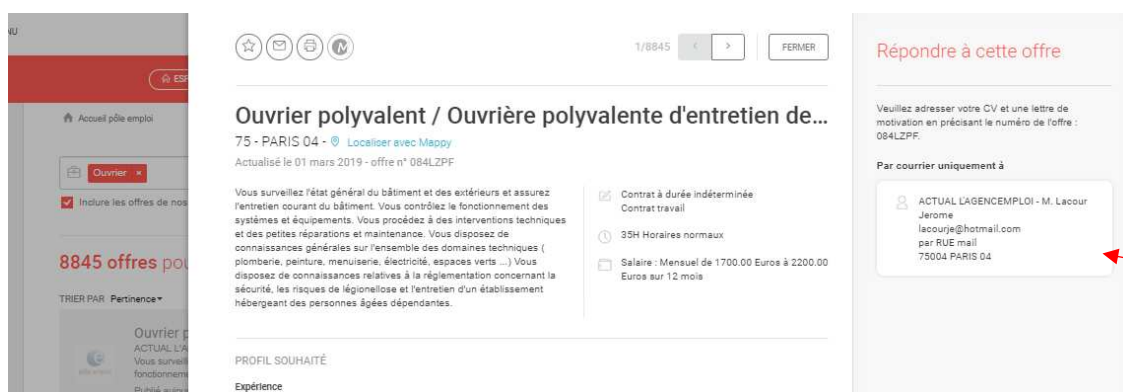 NU
1/8845
FERMER
ESP
Accueil pôle emploi
Ouvrier ×
Inclure les offres de nos
8845 offres pou
TRIER PAR Pertinence
Ouvrier p
ACTUAL L'A
Vous surveill
fonctionneme
Publié aujou
Ouvrier polyvalent / Ouvrière polyvalente d'entretien de...
75 - PARIS 04 - Localiser avec Mappy
Actualisé le 01 mars 2019 - offre n° 084LZPF
Vous surveillez l'état général du bâtiment et des extérieurs et assurez
l'entretien courant du bâtiment. Vous contrôlez le fonctionnement des
systèmes et équipements. Vous procédez à des interventions techniques
et des petites réparations et maintenance. Vous disposez de
connaissances générales sur l'ensemble des domaines techniques (
plomberie, peinture, menuiserie, électricité, espaces verts ...) Vous
disposez de connaissances relatives à la réglementation concernant la
sécurité, les risques de légionellose et l'entretien d'un établissement
hébergeant des personnes âgées dépendantes.
Contrat à durée indéterminée
Contrat travail
35H Horaires normaux
Salaire : Mensuel de 1700.00 Euros à 2200.00
Euros sur 12 mois
PROFIL SOUHAITÉ
Expérience
Répondre à cette offre
Veuillez adresser votre CV et une lettre de
motivation en précisant le numéro de l'offre :
084LZPF.
Par courrier uniquement à
ACTUAL L'AGENCEMPLOI - M. Lacour
Jerome
lacourje@hotmail.com
par RUE mail
75004 PARIS 04